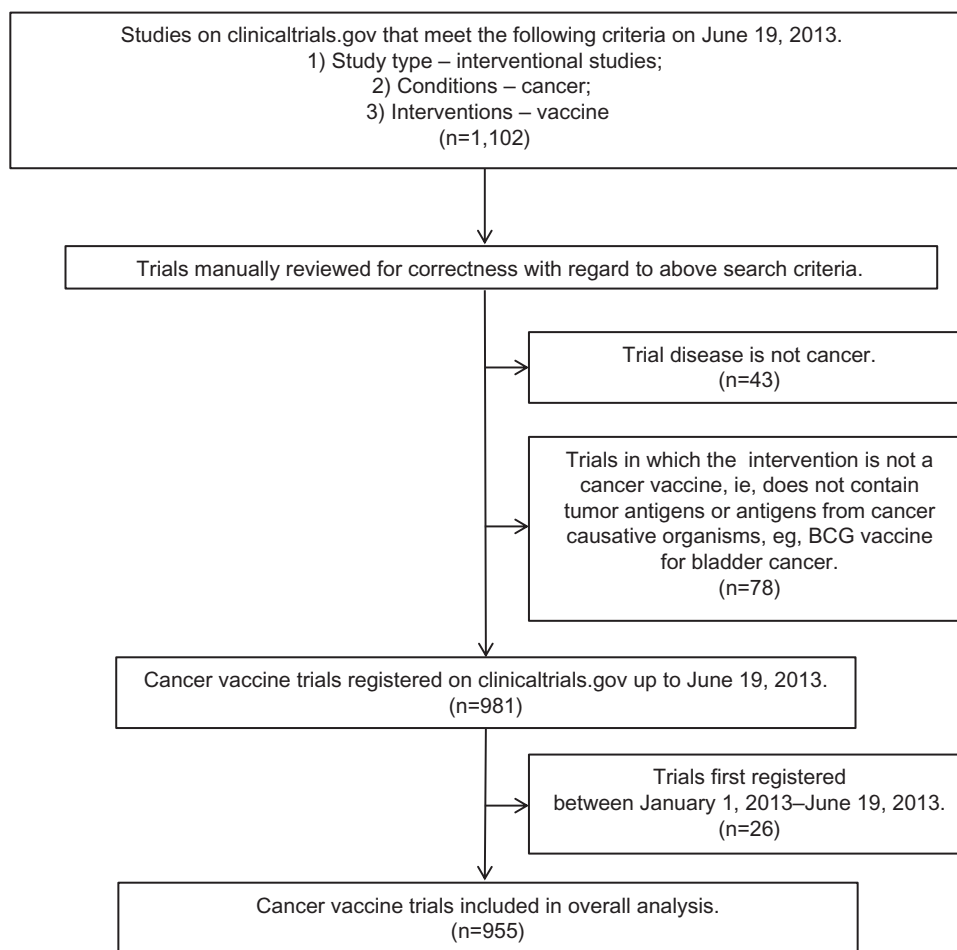 Studies on clinicaltrials.gov that meet the following criteria on June 19, 2013.
1) Study type – interventional studies;
2) Conditions – cancer;
3) Interventions – vaccine
(n=1,102)
Trials manually reviewed for correctness with regard to above search criteria.
Trial disease is not cancer.
(n=43)
Trials in which the intervention is not a
cancer vaccine, ie, does not contain
tumor antigens or antigens from cancer
causative organisms, eg, BCG vaccine
for bladder cancer.
(n=78)
Cancer vaccine trials registered on clinicaltrials.gov up to June 19, 2013.
(n=981)
Trials first registered
between January 1, 2013–June 19, 2013.
(n=26)
Cancer vaccine trials included in overall analysis.
(n=955)